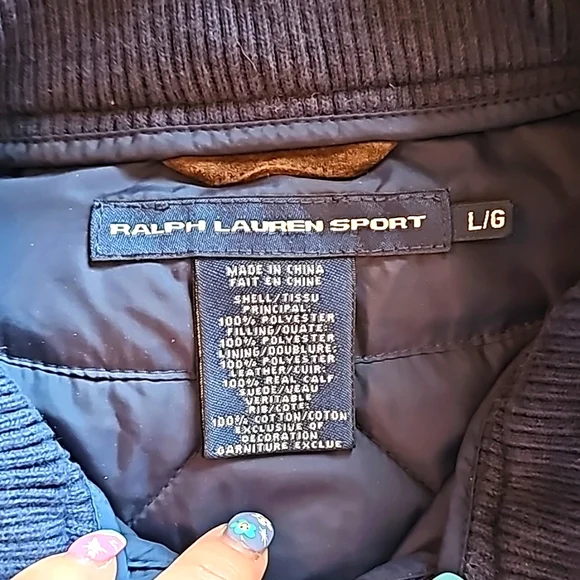 RALPH LAUREN SPORT
L/G
MADE IN CHINA
FAIT EN CHINE
SHELL/TISSU
PRINCIPAL:
100% POLYESTER
FILLING/OUATE:
100% POLYESTER
LINING/DOUBLURE:
100% POLYESTER
LEATHER/CUIR:
100% REAL CALF
SUEDE/VEAU
VERITABLE
RIB/COTE:
100% COTTON/COTON
EXCLUSIVE OF
DECORATION
GARNITURE EXCLUE